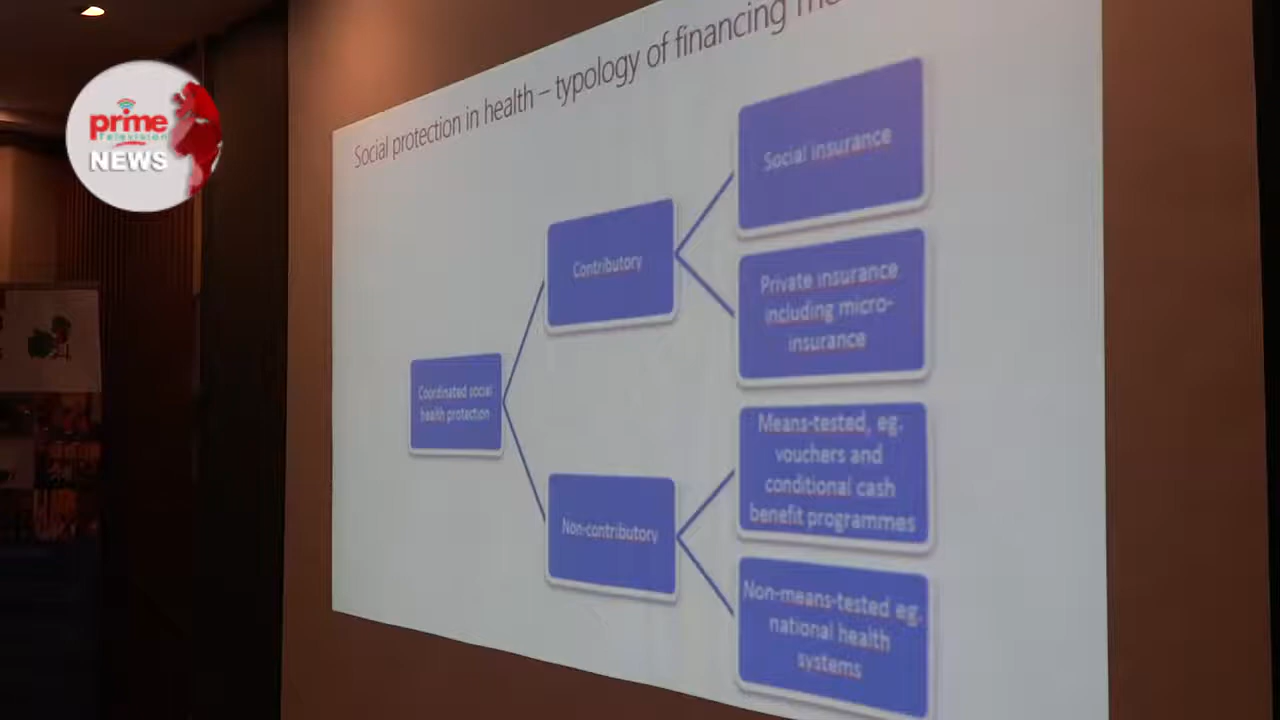 prime
Television
NEWS
Social protection in health – typology of financing
Social insurance
Contributory
Private insurance
including micro-
insurance
Coordinated social
health protection
Means-tested, eg.
vouchers and
conditional cash
benefit programmes
Non-contributory
Non-means-tested eg.
national health
systems